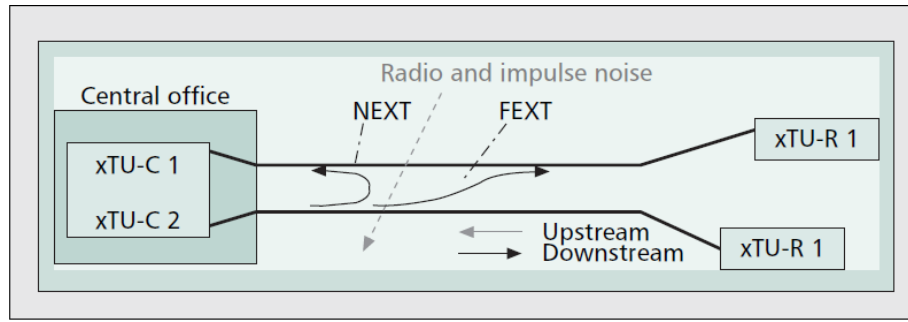 Radio and impulse noise
Central office
NEXT
FEXT
xTU-C 1
xTU-R 1
xTU-C 2
Upstream
Downstream
xTU-R 1